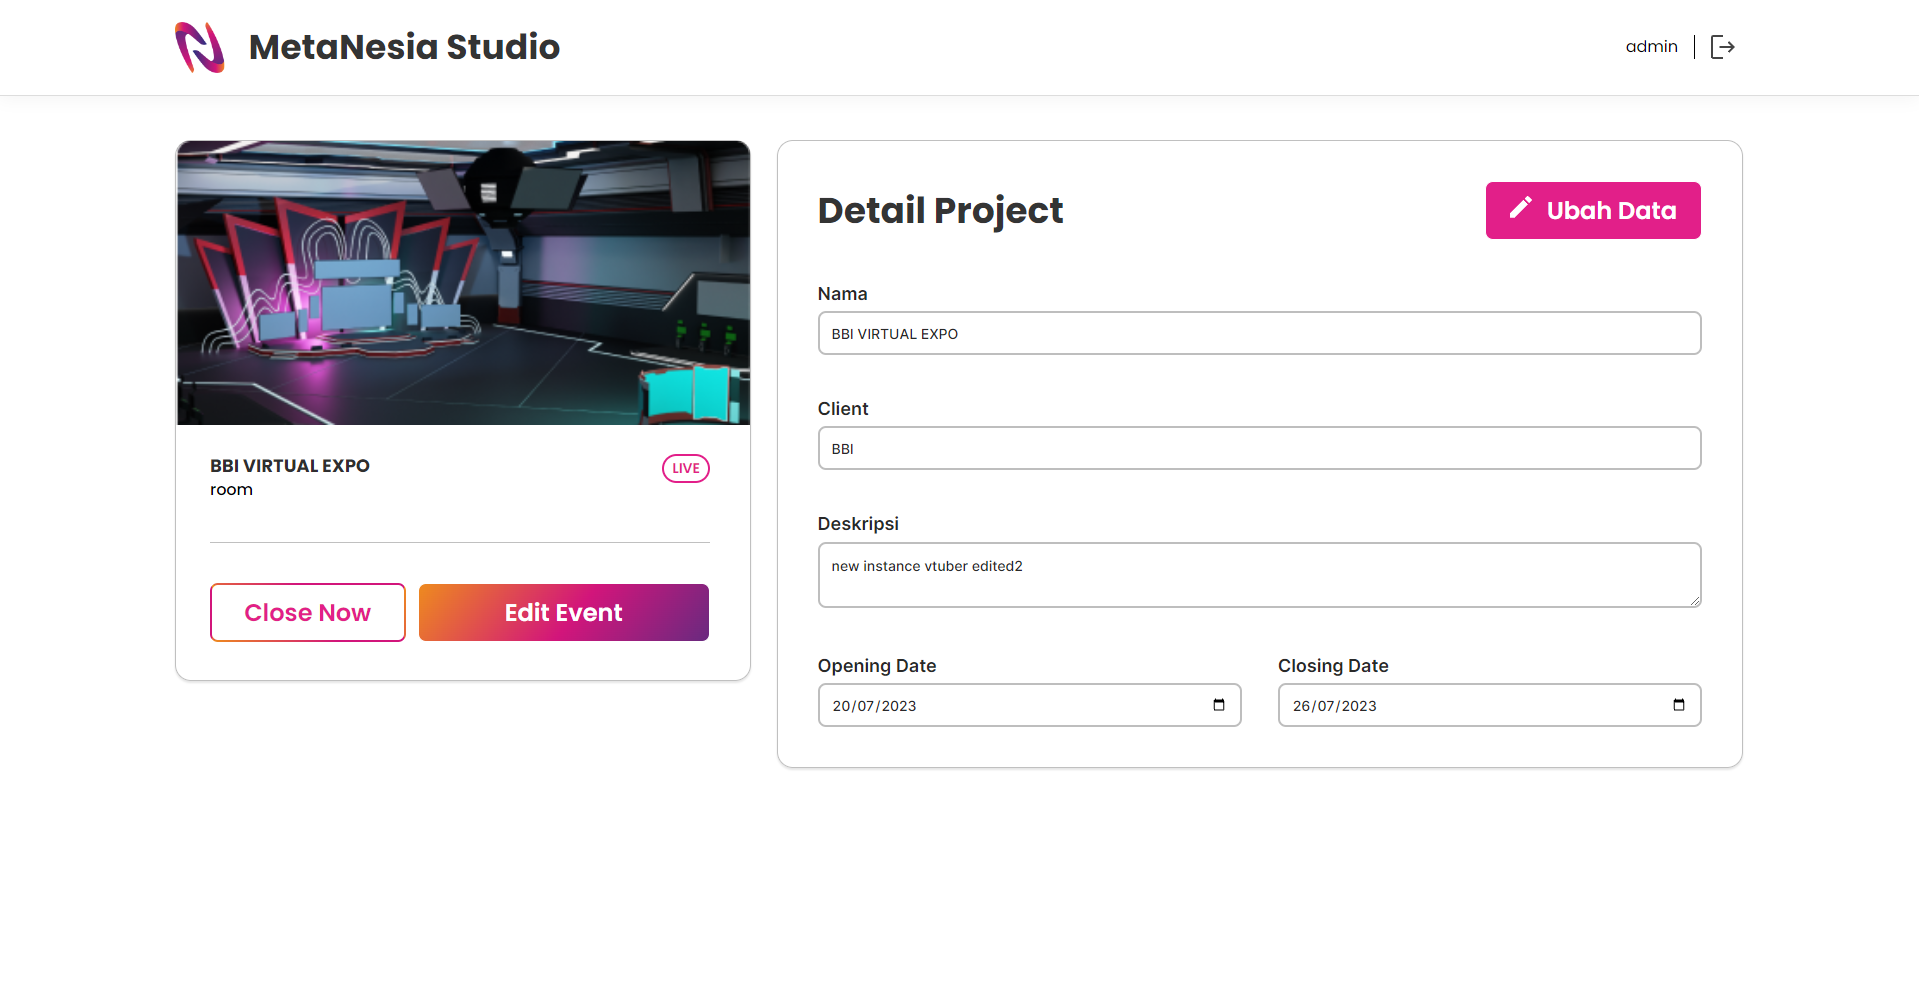 MetaNesia Studio
admin
BBI VIRTUAL EXPO
LIVE
room
Close Now
Edit Event
Detail Project
Ubah Data
Nama
BBI VIRTUAL EXPO
Client
BBI
Deskripsi
new instance vtuber edited2
Opening Date
Closing Date
20/07/2023
26/07/2023